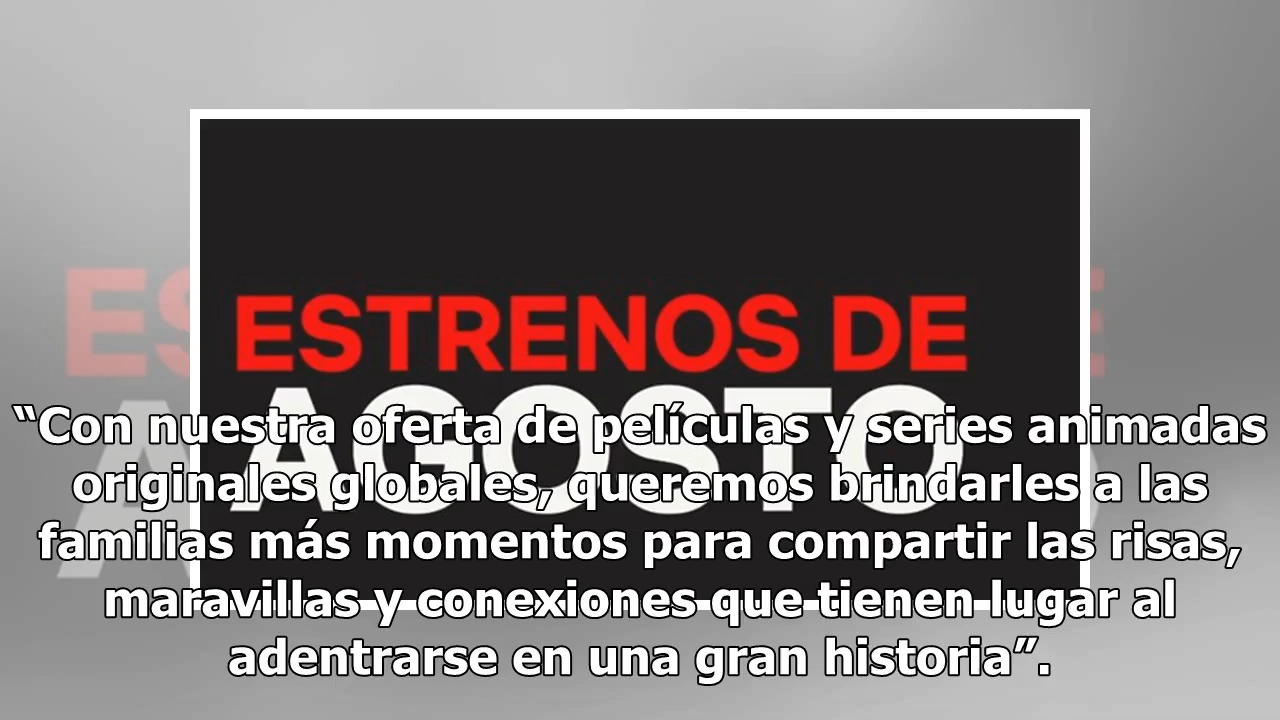 ESTRENOS DE
AGOSTO
“Con nuestra oferta de películas y series animadas
originales globales, queremos brindarles a las
familias más momentos para compartir las risas,
maravillas y conexiones que tienen lugar al
adentrarse en una gran historia”.